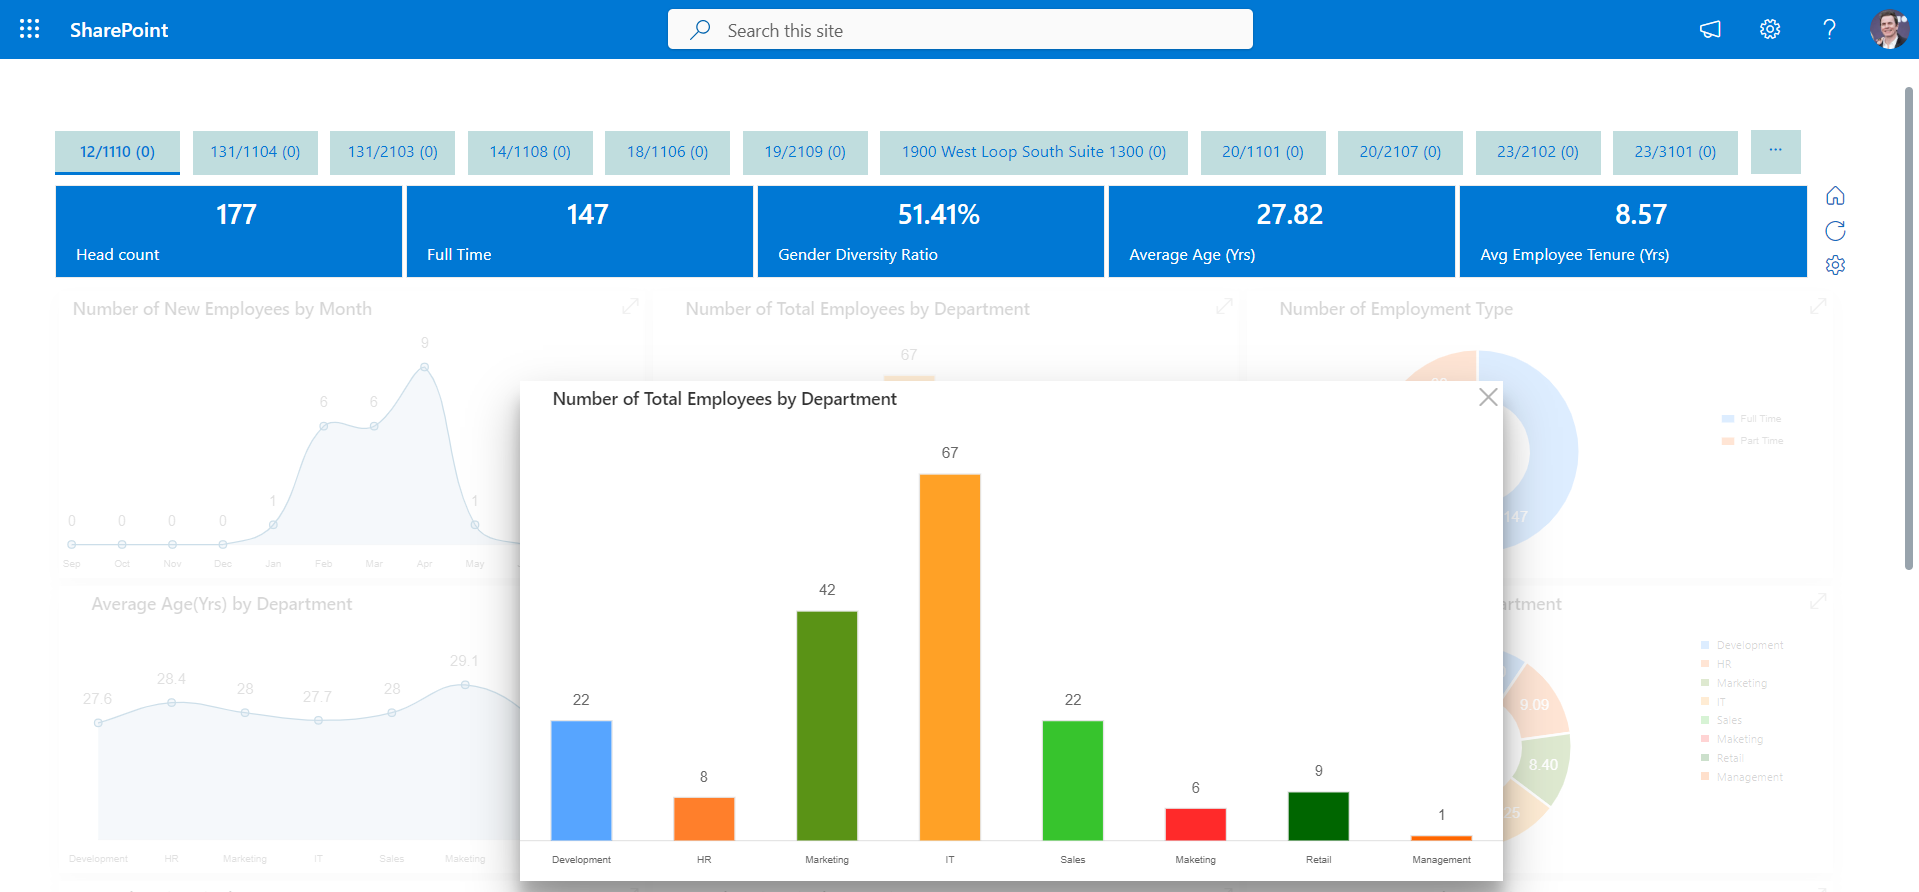 SharePoint
Search this site
?
12/1110 (0)
131/1104 (0)
131/2103 (0)
14/1108 (0)
18/1106 (0)
19/2109 (0)
1900 West Loop South Suite 1300 (0)
20/1101 (0)
20/2107 (0)
23/2102 (0)
23/3101 (0)
...
177
Head count
147
Full Time
51.41%
Gender Diversity Ratio
27.82
Average Age (Yrs)
8.57
Avg Employee Tenure (Yrs)
Number of New Employees by Month
9
6
6
1
1
0
0
0
0
Sep
Oct
Nov
Dec
Jan
Feb
Mar
Apr
May
Number of Total Employees by Department
67
Number of Employment Type
147
Full Time
Part Time
Number of Total Employees by Department
22
8
42
67
22
6
9
1
Development
HR
Marketing
IT
Sales
Maketing
Retail
Management
Average Age(Yrs) by Department
27.6
28.4
28
27.7
28
29.1
Development
HR
Marketing
IT
Sales
Maketing
artment
9.09
8.40
25
Development
HR
Marketing
IT
Sales
Maketing
Retail
Management